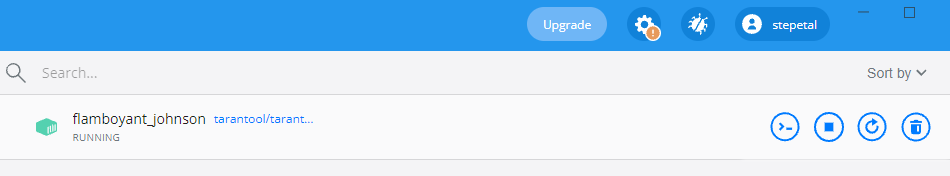 Upgrade
stepetal
Search...
Sort by
flamboyant_johnson tarantool/tarant...
RUNNING